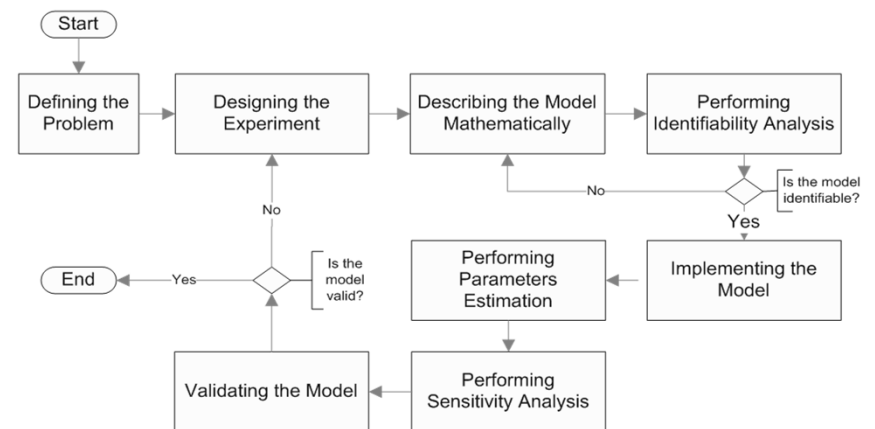 Start
Defining the
Problem
Designing the
Experiment
Describing the Model
Mathematically
Performing
Identifiability Analysis
Is the model
identifiable?
No
Yes
Implementing the
Model
Performing
Parameters
Estimation
Performing
Sensitivity Analysis
Validating the Model
Is the
model
valid?
No
Yes
End